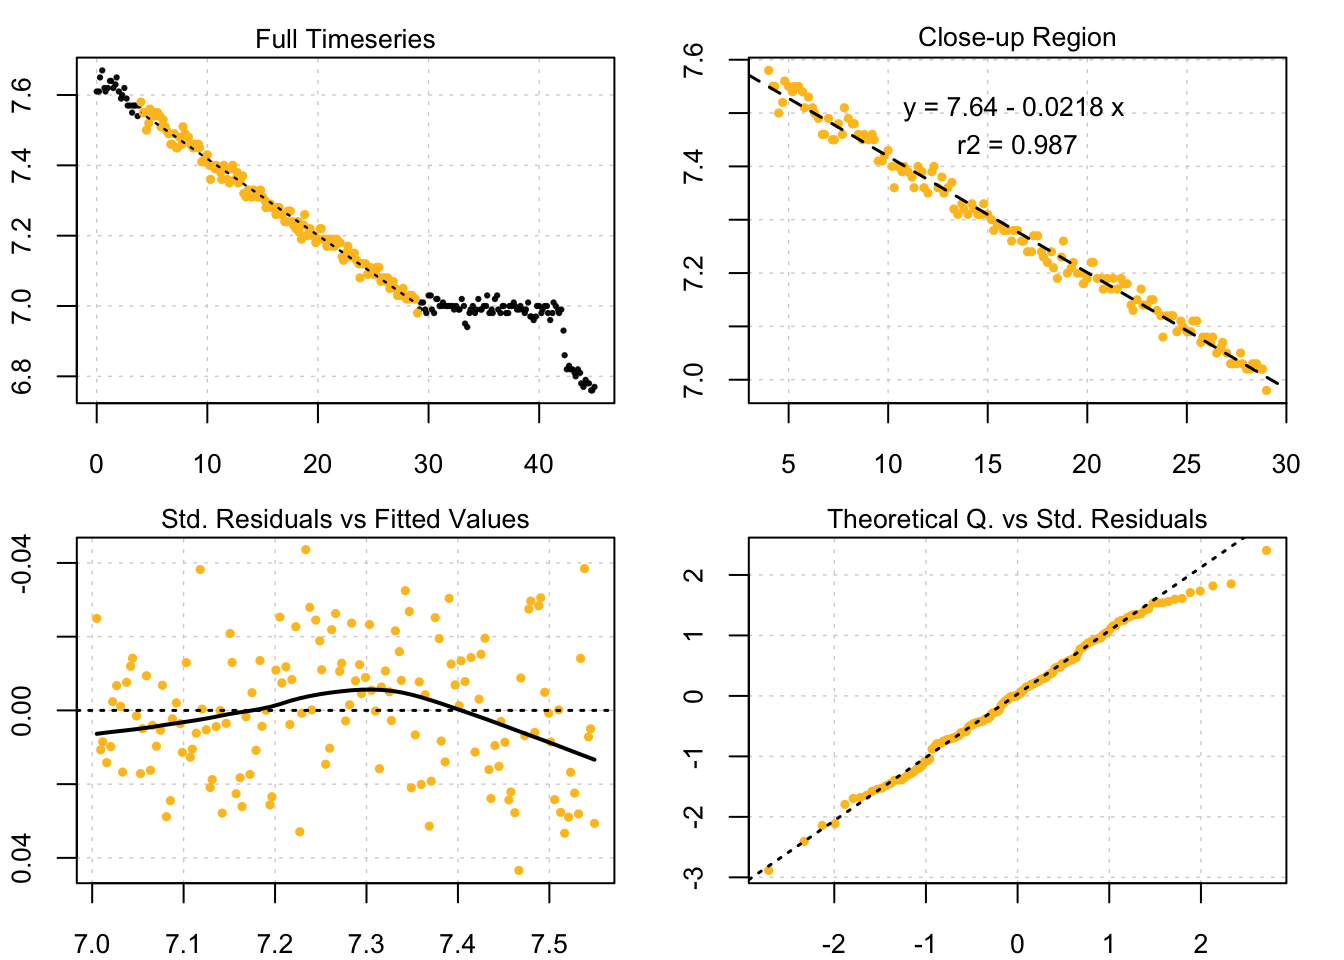 Full Timeseries
7.6
7.4
7.2
7.0
6.8
0 10 20 30 40
Close-up Region
y = 7.64 - 0.0218 x
r2 = 0.987
7.6
7.4
7.2
7.0
5 10 15 20 25 30
Std. Residuals vs Fitted Values
-0.04
0.00
0.04
7.0 7.1 7.2 7.3 7.4 7.5
Theoretical Q. vs Std. Residuals
2
1
0
-1
-2
-3
-2 -1 0 1 2